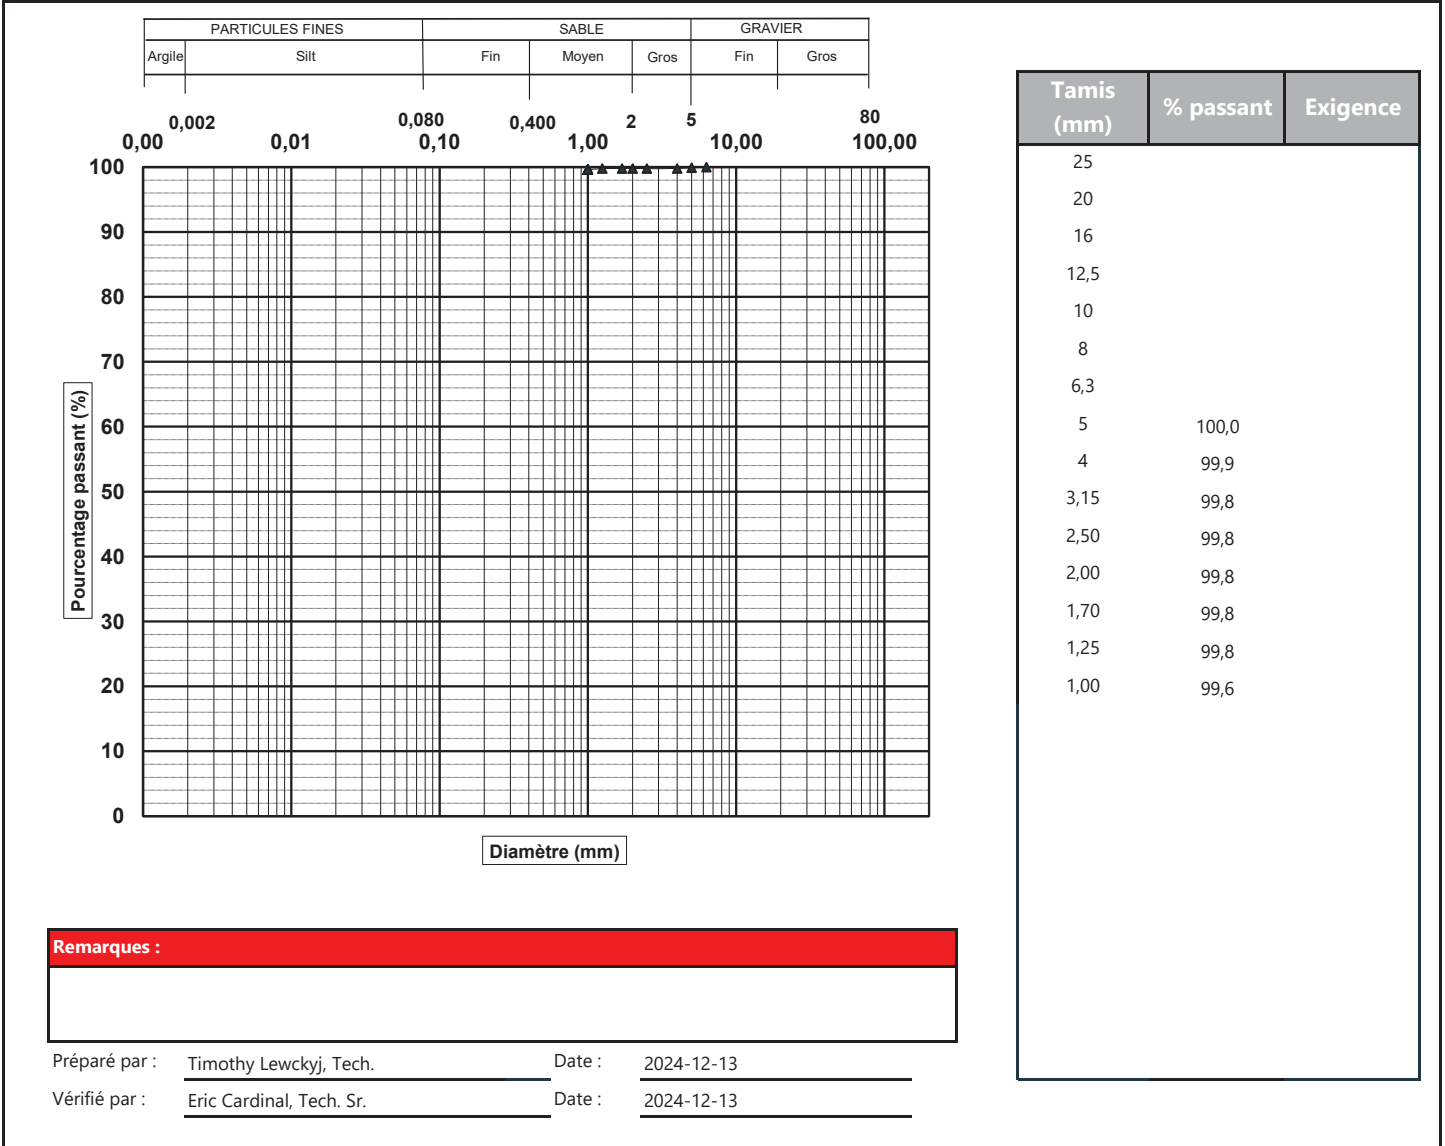 PARTICULES FINES SABLE GRAVIER
Argile Silt Fin Moyen Gros Fin Gros
0,002 0,080 0,400 2 5 80
0,00 0,01 0,10 1,00 10,00 100,00
100
90
80
70
60
50
40
30
20
10
0
Pourcentage passant (%)
Diamètre (mm)
Tamis (mm) % passant Exigence
25
20
16
12,5
10
8
6,3
5 100,0
4 99,9
3,15 99,8
2,50 99,8
2,00 99,8
1,70 99,8
1,25 99,8
1,00 99,6
Remarques :
Préparé par : Timothy Lewckyj, Tech. Date : 2024-12-13
Vérifié par : Eric Cardinal, Tech. Sr. Date : 2024-12-13